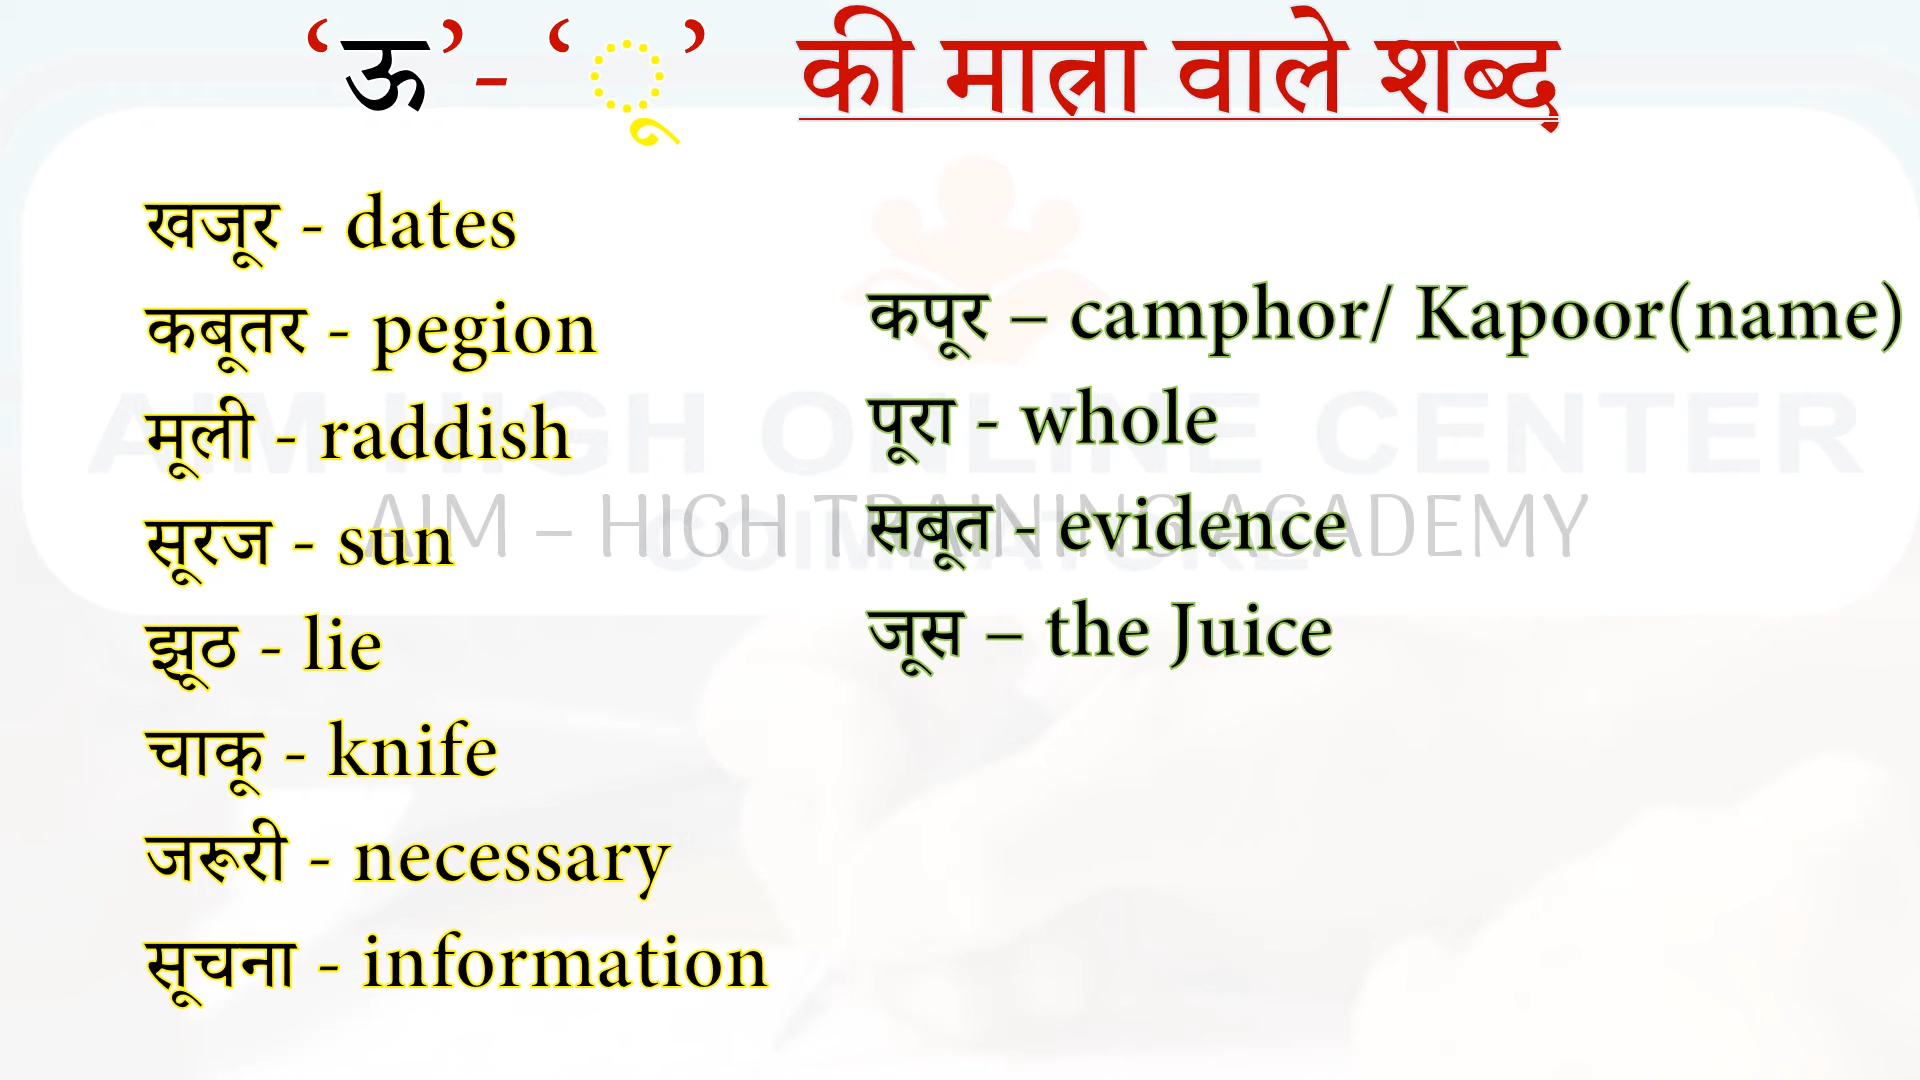 ‘ऊ’- ‘ू’ की मात्रा वाले शब्द
खजूर - dates
कबूतर - pegion
मूली - raddish
सूरज - sun
झूठ - lie
चाकू - knife
जरूरी - necessary
सूचना - information
कपूर – camphor/ Kapoor(name)
पूरा - whole
सबूत - evidence
जूस – the Juice
AIM HIGH ONLINE CENTER
COIMBATORE
AIM – HIGH TRAINING ACADEMY